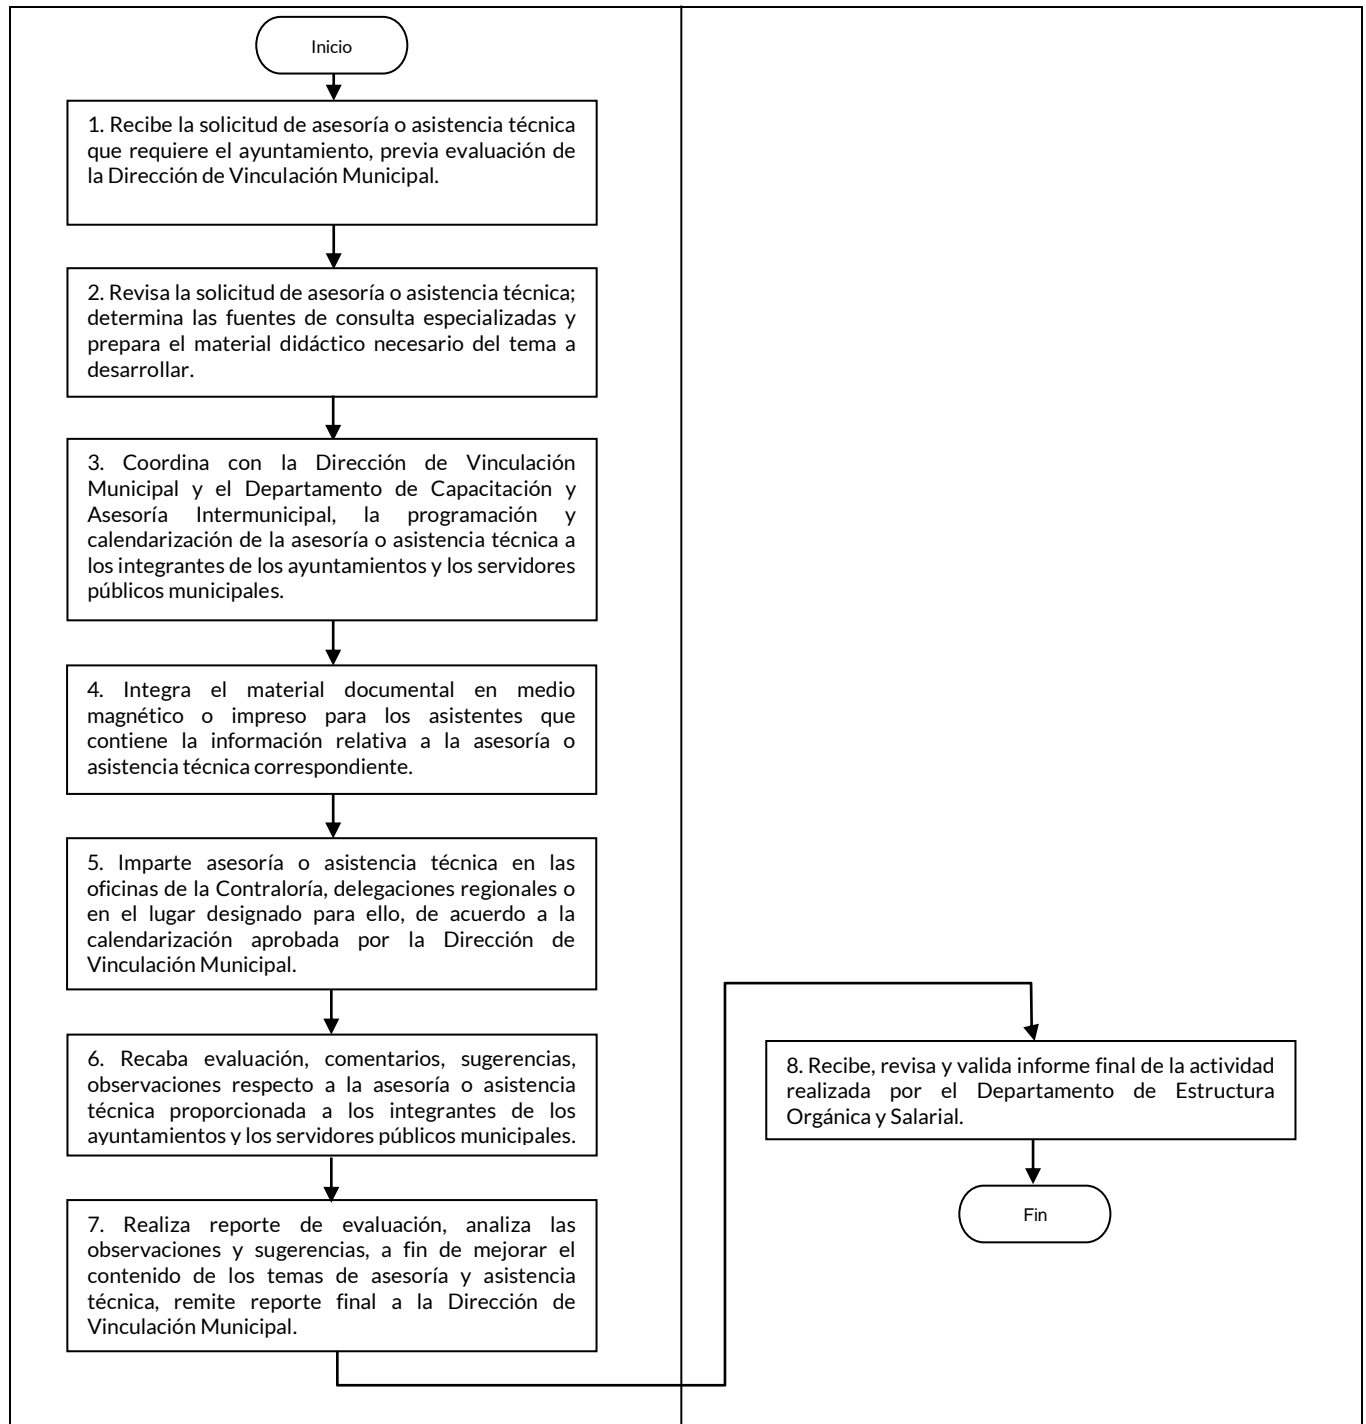 Inicio
1. Recibe la solicitud de asesoría o asistencia técnica
que requiere el ayuntamiento, previa evaluación de
la Dirección de Vinculación Municipal.
2. Revisa la solicitud de asesoría o asistencia técnica;
determina las fuentes de consulta especializadas y
prepara el material didáctico necesario del tema a
desarrollar.
3. Coordina con la Dirección de Vinculación
Municipal y el Departamento de Capacitación y
Asesoría Intermunicipal, la programación y
calendarización de la asesoría o asistencia técnica a
los integrantes de los ayuntamientos y los servidores
públicos municipales.
4. Integra el material documental en medio
magnético o impreso para los asistentes que
contiene la información relativa a la asesoría o
asistencia técnica correspondiente.
5. Imparte asesoría o asistencia técnica en las
oficinas de la Contraloría, delegaciones regionales o
en el lugar designado para ello, de acuerdo a la
calendarización aprobada por la Dirección de
Vinculación Municipal.
6. Recaba evaluación, comentarios, sugerencias,
observaciones respecto a la asesoría o asistencia
técnica proporcionada a los integrantes de los
ayuntamientos y los servidores públicos municipales.
7. Realiza reporte de evaluación, analiza las
observaciones y sugerencias, a fin de mejorar el
contenido de los temas de asesoría y asistencia
técnica, remite reporte final a la Dirección de
Vinculación Municipal.
8. Recibe, revisa y valida informe final de la actividad
realizada por el Departamento de Estructura
Orgánica y Salarial.
Fin